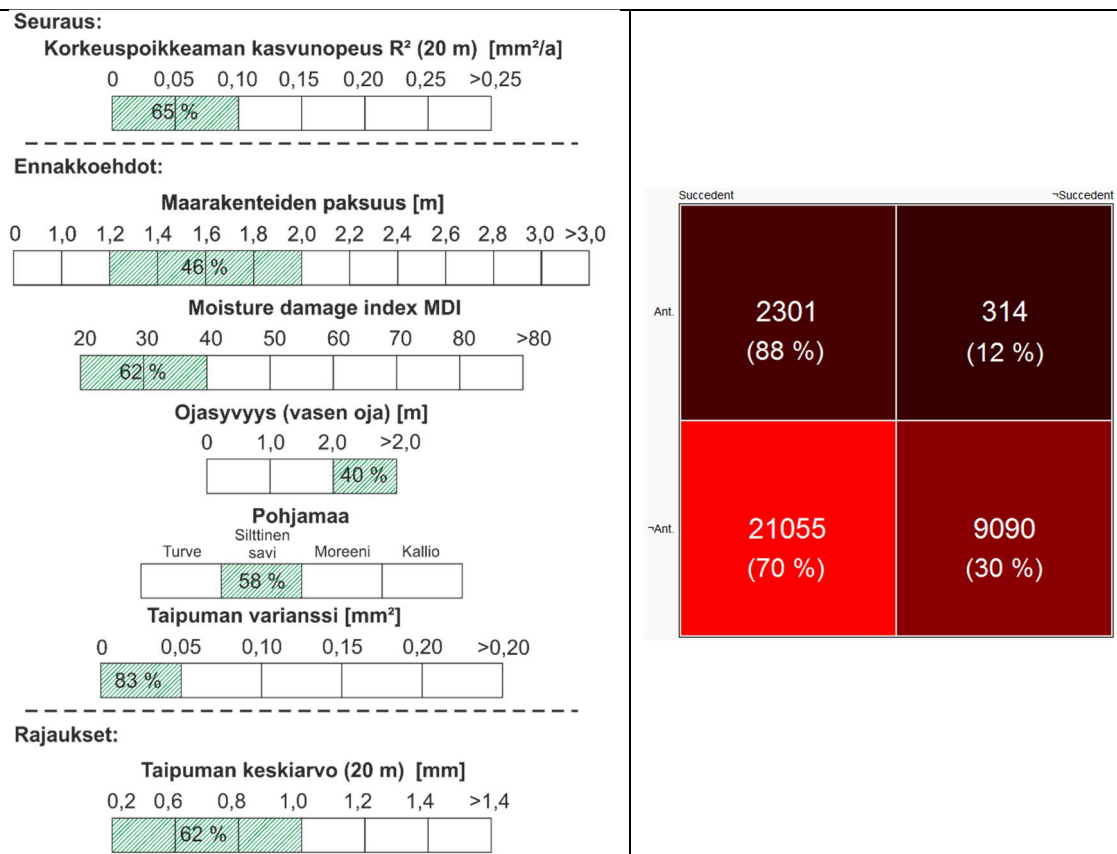 Seuraus:
Korkeuspoikkeaman kasvunopeus R² (20 m) [mm²/a]
0 0,05 0,10 0,15 0,20 0,25 >0,25
65 %
Ennakkoehdot:
Maarakenteiden paksuus [m]
0 1,0 1,2 1,4 1,6 1,8 2,0 2,2 2,4 2,6 2,8 3,0 >3,0
46 %
Moisture damage index MDI
20 30 40 50 60 70 80 >80
62 %
Ojasyvyys (vasen oja) [m]
0 1,0 2,0 >2,0
40 %
Pohjamaa
Turve Silttinen savi Moreeni Kallio
58 %
Taipuman varianssi [mm²]
0 0,05 0,10 0,15 0,20 >0,20
83 %
Rajaukset:
Taipuman keskiarvo (20 m) [mm]
0,2 0,6 0,8 1,0 1,2 1,4 >1,4
62 %
Succedent ¬Succedent
Ant. 2301 314
(88 %) (12 %)
¬Ant. 21055 9090
(70 %) (30 %)